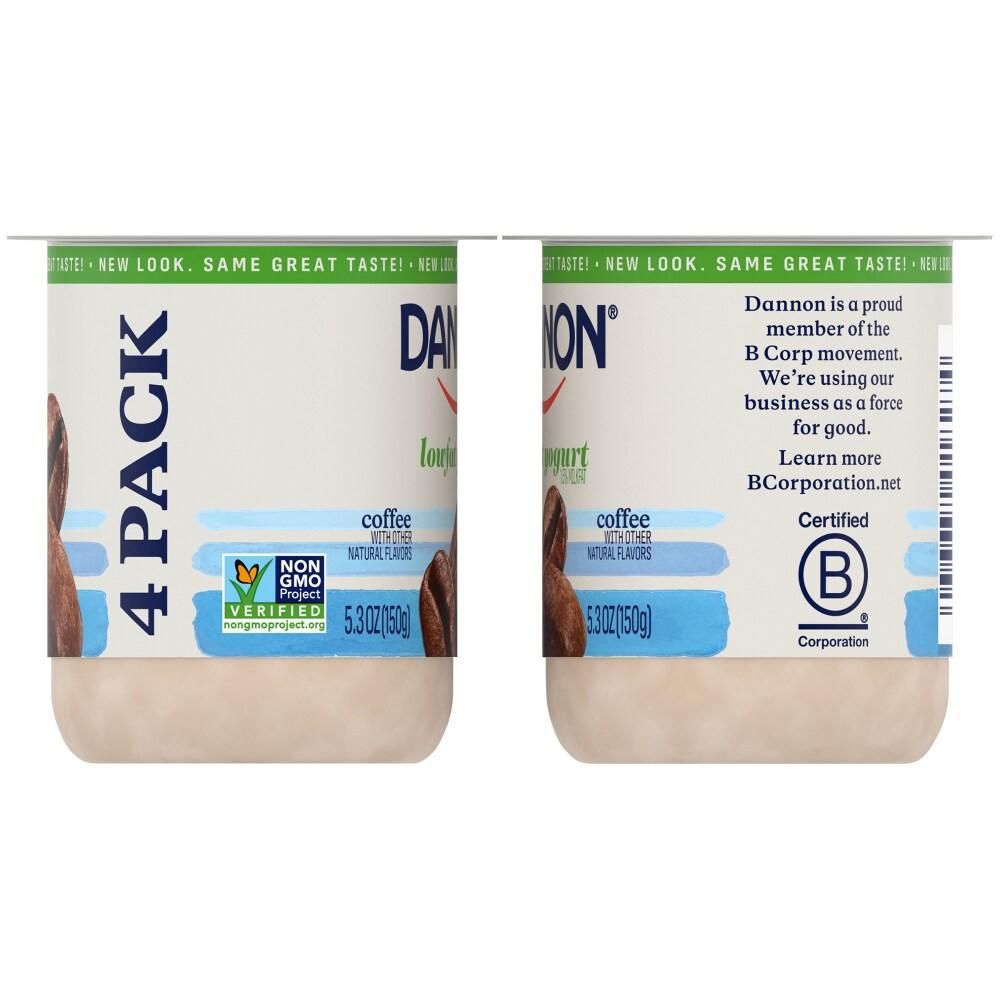 NEW LOOK. SAME GREAT TASTE! • NEW LOOK
4 PACK
DAN
lowfat
coffee
WITH OTHER
NATURAL FLAVORS
NON
GMO
Project
VERIFIED
nongmoproject.org
5.3 OZ(150g)
TASTE! • NEW LOOK. SAME GREAT TASTE! • NEW LOOK
NON®
yogurt
MILKFAT
coffee
WITH OTHER
NATURAL FLAVORS
5.3 OZ(150g)
Dannon is a proud
member of the
B Corp movement.
We're using our
business as a force
for good.
Learn more
BCorporation.net
Certified
B
®
Corporation